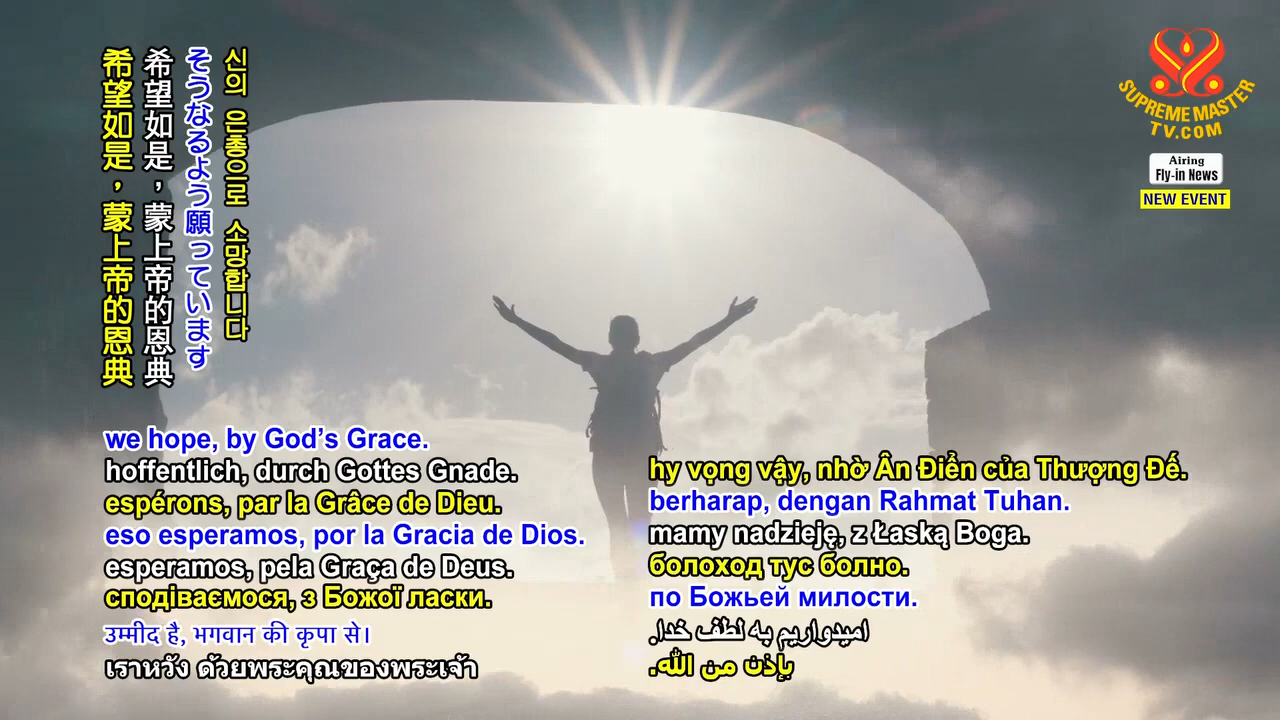 希望如是，蒙上帝的恩典
希望如是，蒙上帝的恩典
そうなるよう願っています
신의 은총으로 소망합니다
SUPREME MASTER
TV.COM
Airing
Fly-in News
NEW EVENT
we hope, by God’s Grace.
hoffentlich, durch Gottes Gnade.
espérons, par la Grâce de Dieu.
eso esperamos, por la Gracia de Dios.
esperamos, pela Graça de Deus.
сподіваємося, з Божої ласки.
उम्मीद है, भगवान की कृपा से।
เราหวัง ด้วยพระคุณของพระเจ้า
hy vọng vậy, nhờ Ân Điển của Thượng Đế.
berharap, dengan Rahmat Tuhan.
mamy nadzieję, z Łaską Boga.
болоход тус болно.
по Божьей милости.
امیدواریم به لطف خدا.
بإذن من الله.